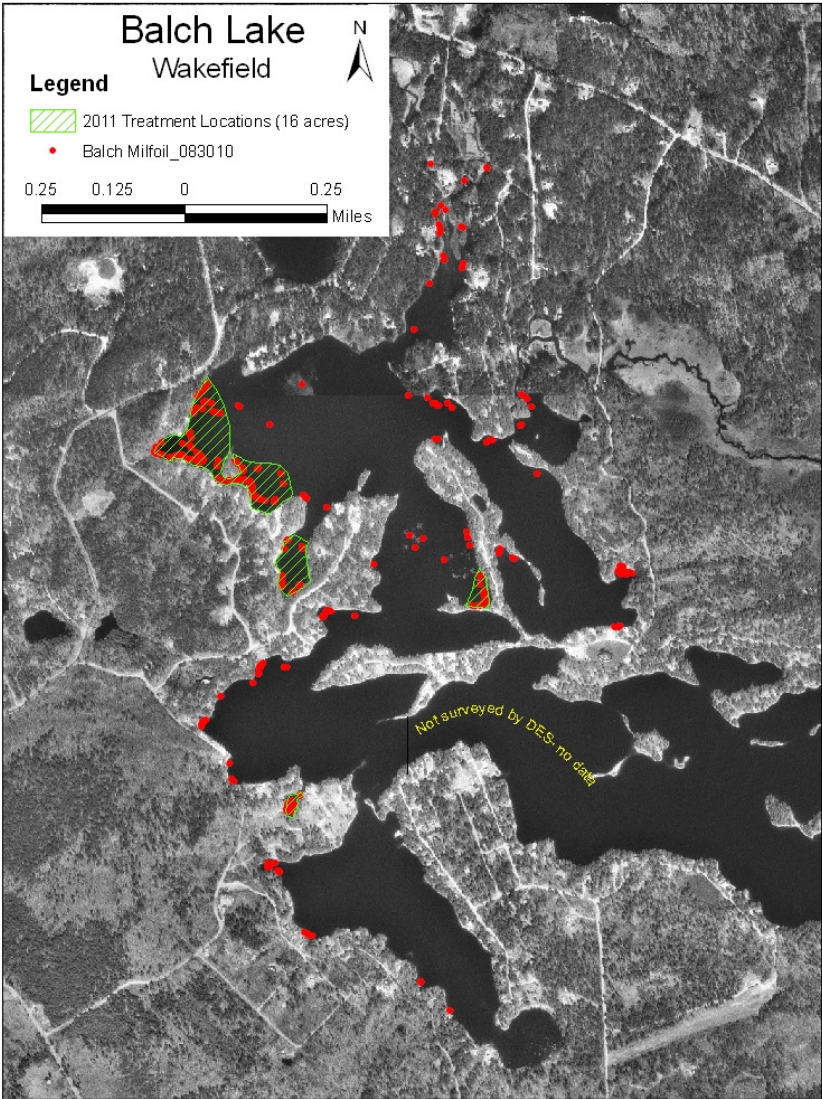 Balch Lake
Wakefield
N
Legend
2011 Treatment Locations (16 acres)
Balch Milfoil_083010
0.25 0.125 0 0.25
Miles
Not surveyed by DES- no data